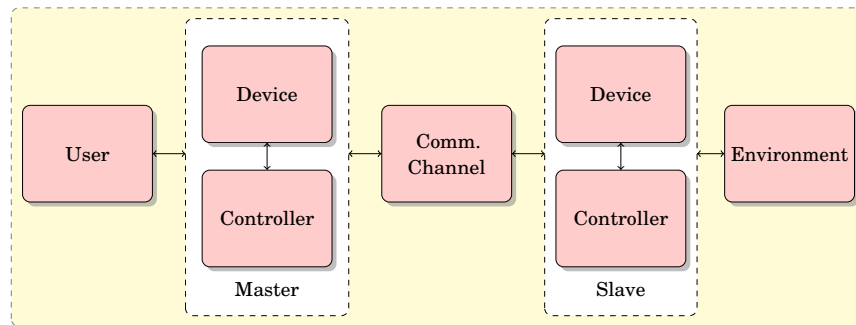 User
Device
Controller
Master
Comm.
Channel
Device
Controller
Slave
Environment